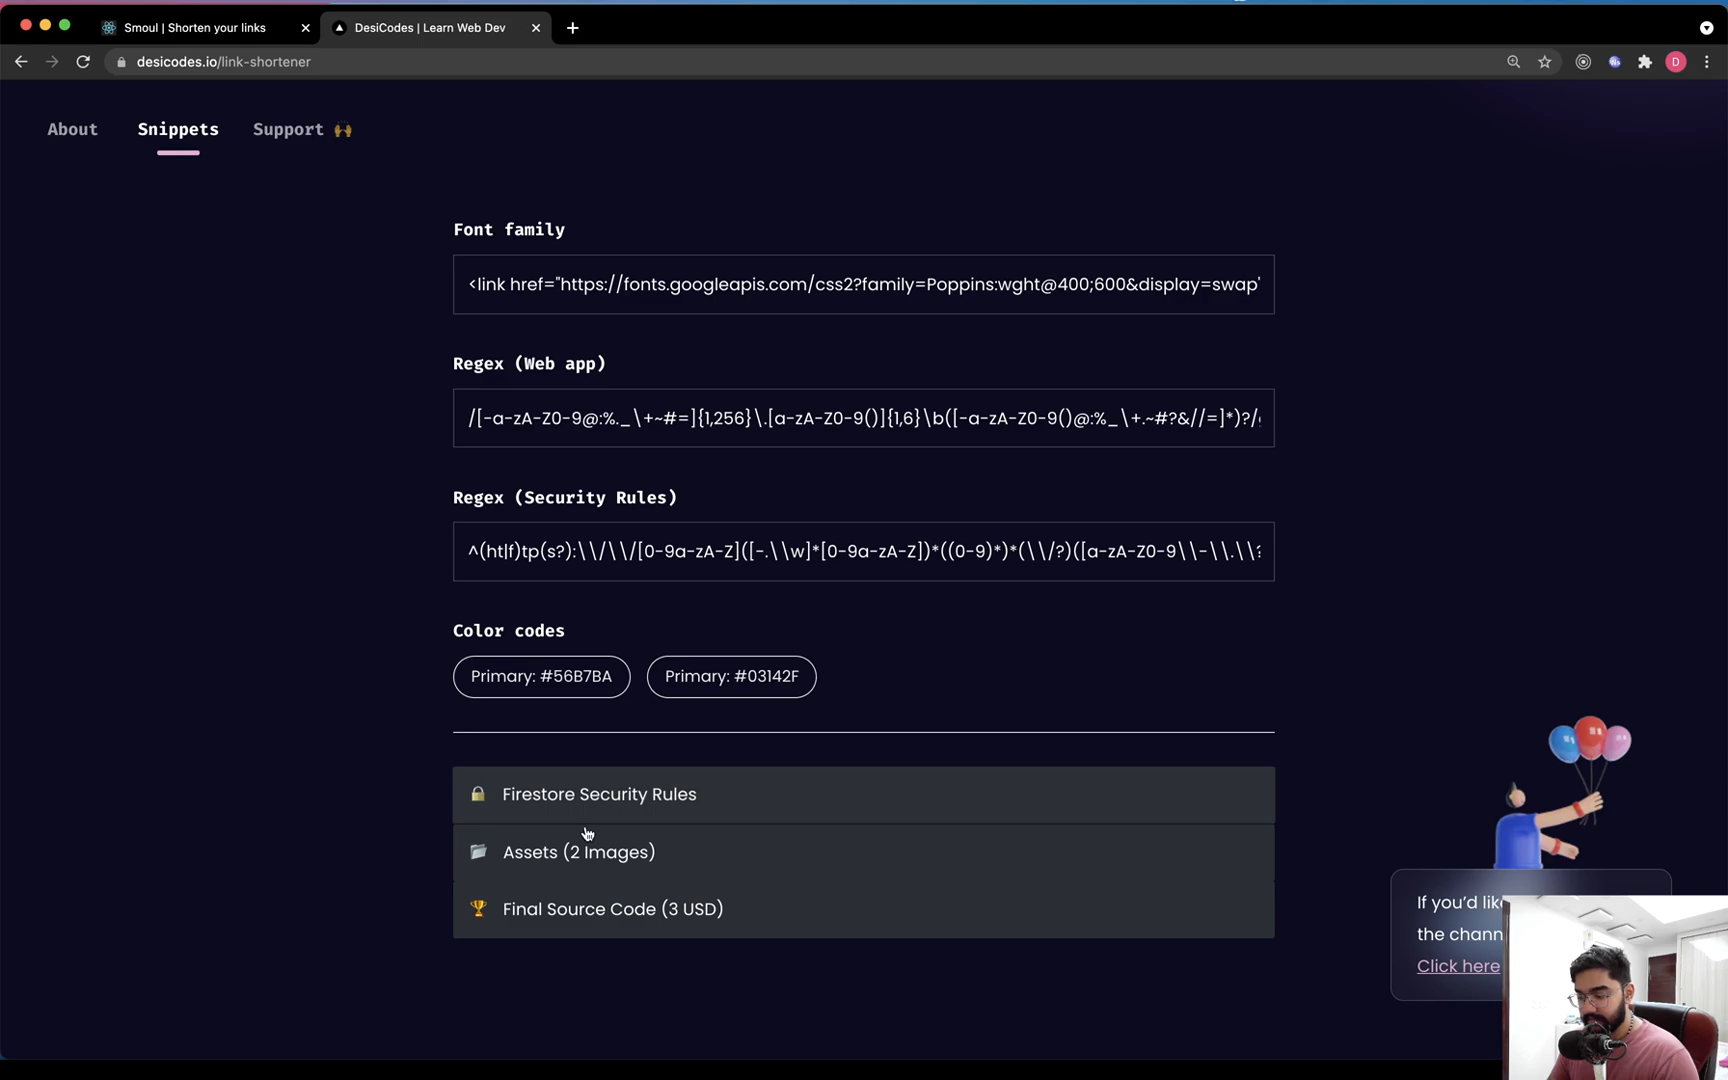 Smoul | Shorten your links
DesiCodes | Learn Web Dev
desicodes.io/link-shortener
D
About
Snippets
Support 🙌
Font family
<link href="https://fonts.googleapis.com/css2?family=Poppins:wght@400;600&display=swap"
Regex (Web app)
/[-a-zA-Z0-9@:%._\+~#=]{1,256}\.[a-zA-Z0-9()]{1,6}\b([-a-zA-Z0-9()@:%_\+.~#?&//=]*)?/
Regex (Security Rules)
^(ht|f)tp(s?):\\/\\/[0-9a-zA-Z]([-.\\w]*[0-9a-zA-Z])*((0-9)*)*(\\/?)([a-zA-Z0-9\\-\\.\\?
Color codes
Primary: #56B7BA
Primary: #03142F
Firestore Security Rules
Assets (2 Images)
Final Source Code (3 USD)
If you'd like
the chann
Click here